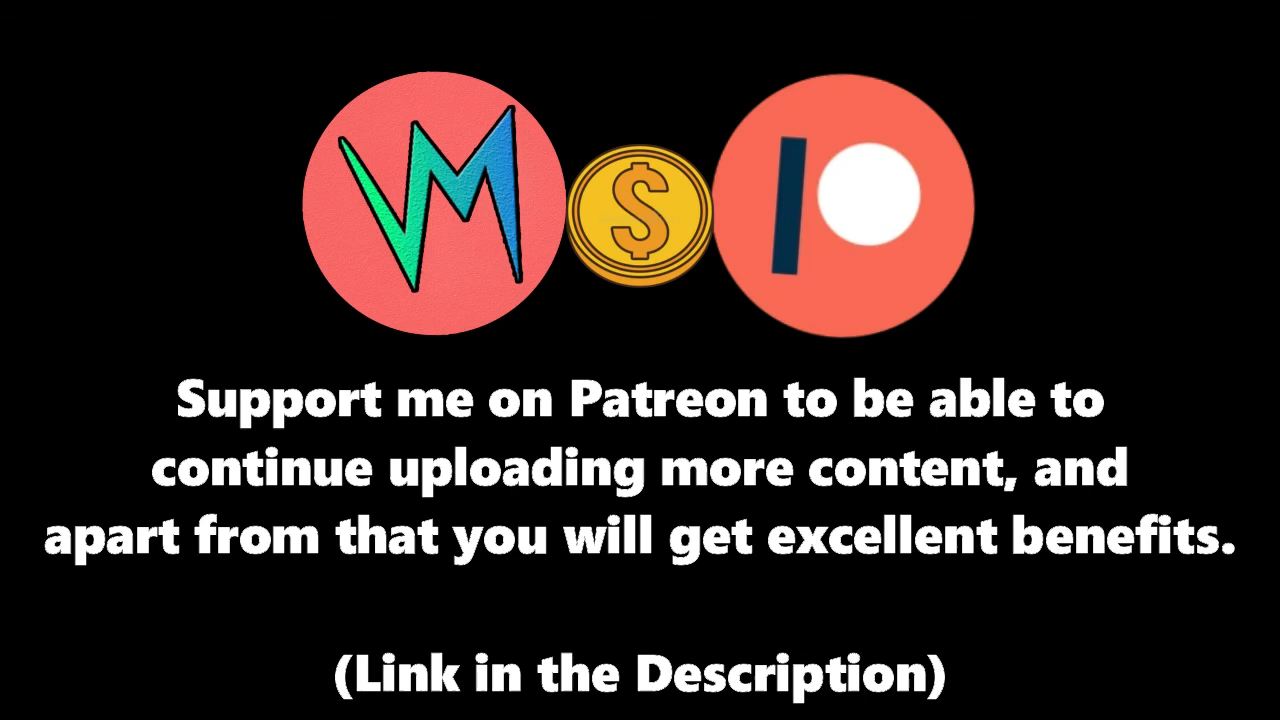 VM
$
Support me on Patreon to be able to
continue uploading more content, and
apart from that you will get excellent benefits.
(Link in the Description)